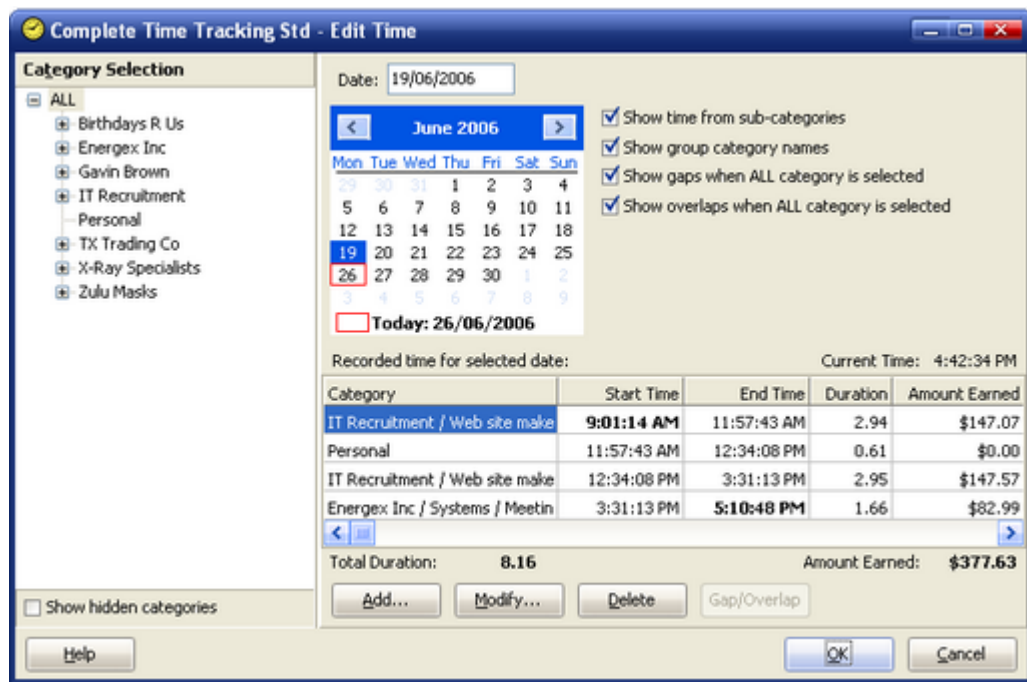 Complete Time Tracking Std - Edit Time
Category Selection
ALL
Birthdays R Us
Energex Inc
Gavin Brown
IT Recruitment
Personal
TX Trading Co
X-Ray Specialists
Zulu Masks
Show hidden categories
Date: 19/06/2006
June 2006
Mon Tue Wed Thu Fri Sat Sun
29 30 31 1 2 3 4
5 6 7 8 9 10 11
12 13 14 15 16 17 18
19 20 21 22 23 24 25
26 27 28 29 30 1 2
3 4 5 6 7 8 9
Today: 26/06/2006
Show time from sub-categories
Show group category names
Show gaps when ALL category is selected
Show overlaps when ALL category is selected
Recorded time for selected date: Current Time: 4:42:34 PM
Category Start Time End Time Duration Amount Earned
IT Recruitment / Web site make 9:01:14 AM 11:57:43 AM 2.94 $147.07
Personal 11:57:43 AM 12:34:08 PM 0.61 $0.00
IT Recruitment / Web site make 12:34:08 PM 3:31:13 PM 2.95 $147.57
Energex Inc / Systems / Meetin 3:31:13 PM 5:10:48 PM 1.66 $82.99
Total Duration: 8.16 Amount Earned: $377.63
Add... Modify... Delete Gap/Overlap
Help OK Cancel